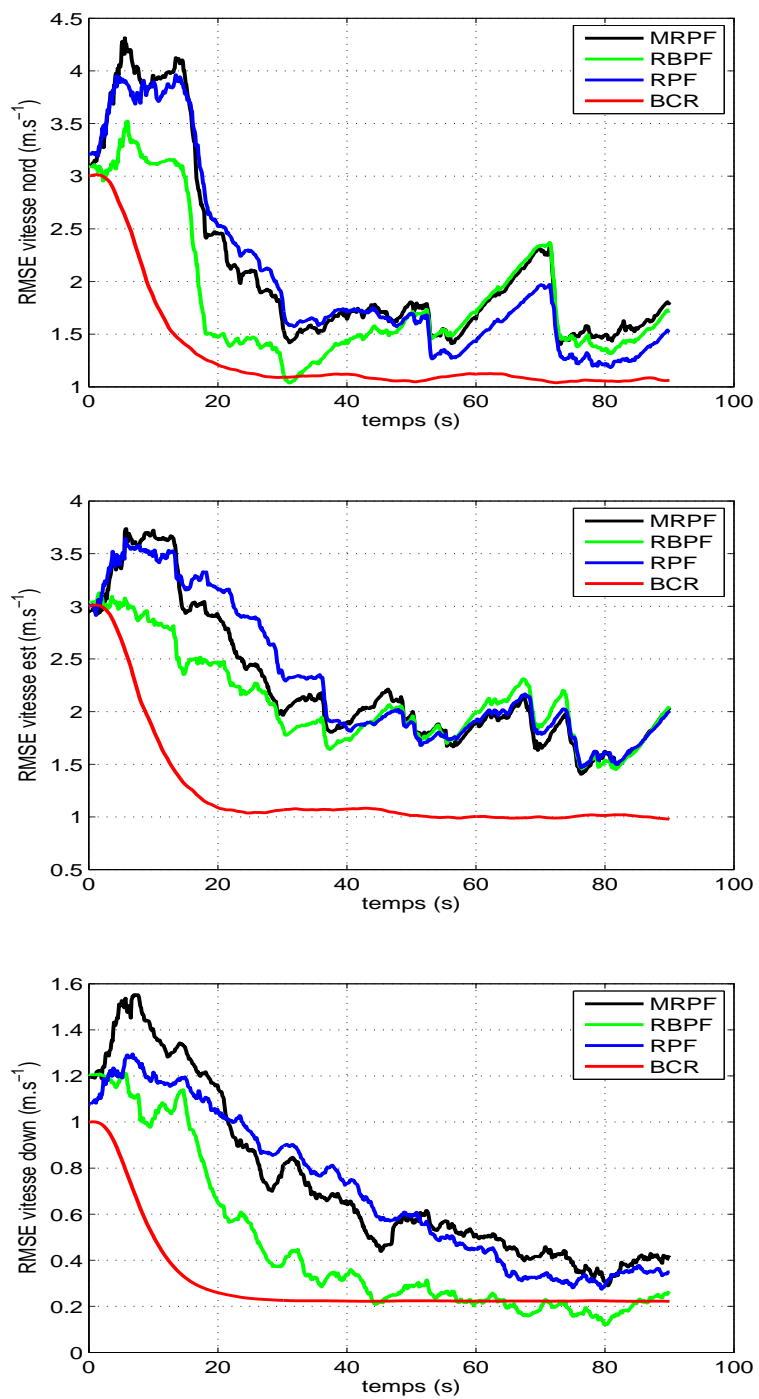 4.5
4
3.5
3
2.5
2
1.5
1
0
20
40
60
80
100
RMSE vitesse nord (m.s⁻¹)
temps (s)
MRPF
RBPF
RPF
BCR
4
3.5
3
2.5
2
1.5
1
0.5
0
20
40
60
80
100
RMSE vitesse est (m.s⁻¹)
temps (s)
MRPF
RBPF
RPF
BCR
1.6
1.4
1.2
1
0.8
0.6
0.4
0.2
0
0
20
40
60
80
100
RMSE vitesse down (m.s⁻¹)
temps (s)
MRPF
RBPF
RPF
BCR